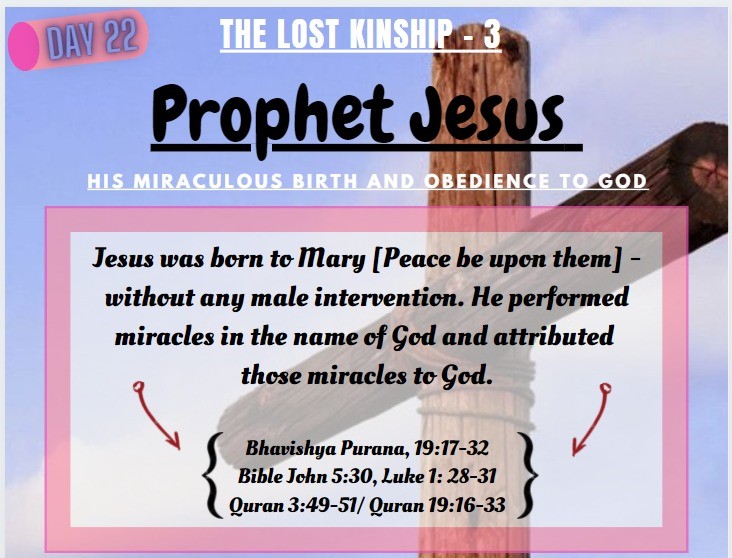 DAY 22
THE LOST KINSHIP - 3
Prophet Jesus
HIS MIRACULOUS BIRTH AND OBEDIENCE TO GOD
Jesus was born to Mary [Peace be upon them] -
without any male intervention. He performed
miracles in the name of God and attributed
those miracles to God.
Bhavishya Purana, 19:17-32
Bible John 5:30, Luke 1: 28-31
Quran 3:49-51/ Quran 19:16-33